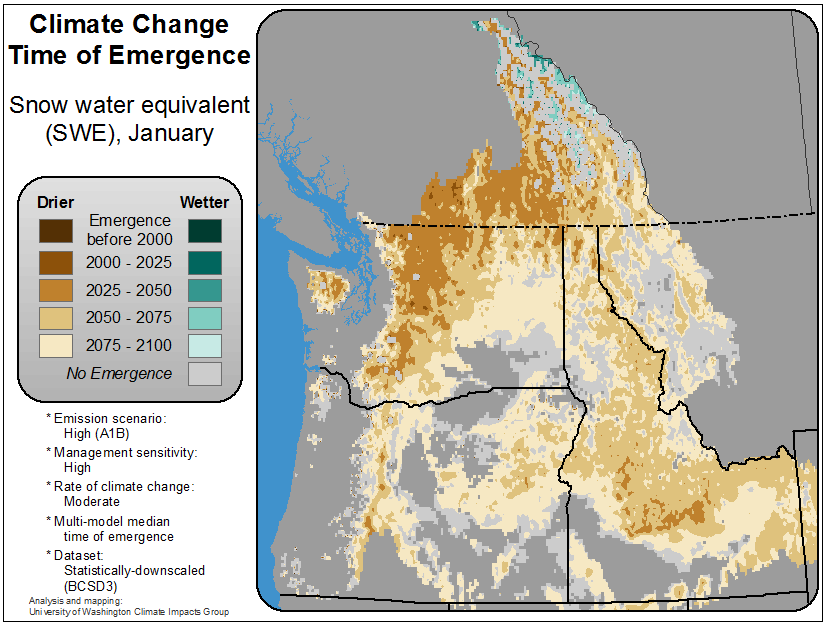 Climate Change
Time of Emergence
Snow water equivalent
(SWE), January
Drier Wetter
Emergence
before 2000
2000 - 2025
2025 - 2050
2050 - 2075
2075 - 2100
No Emergence
* Emission scenario:
High (A1B)
* Management sensitivity:
High
* Rate of climate change:
Moderate
* Multi-model median
time of emergence
* Dataset:
Statistically-downscaled
(BCSD3)
Analysis and mapping:
University of Washington Climate Impacts Group